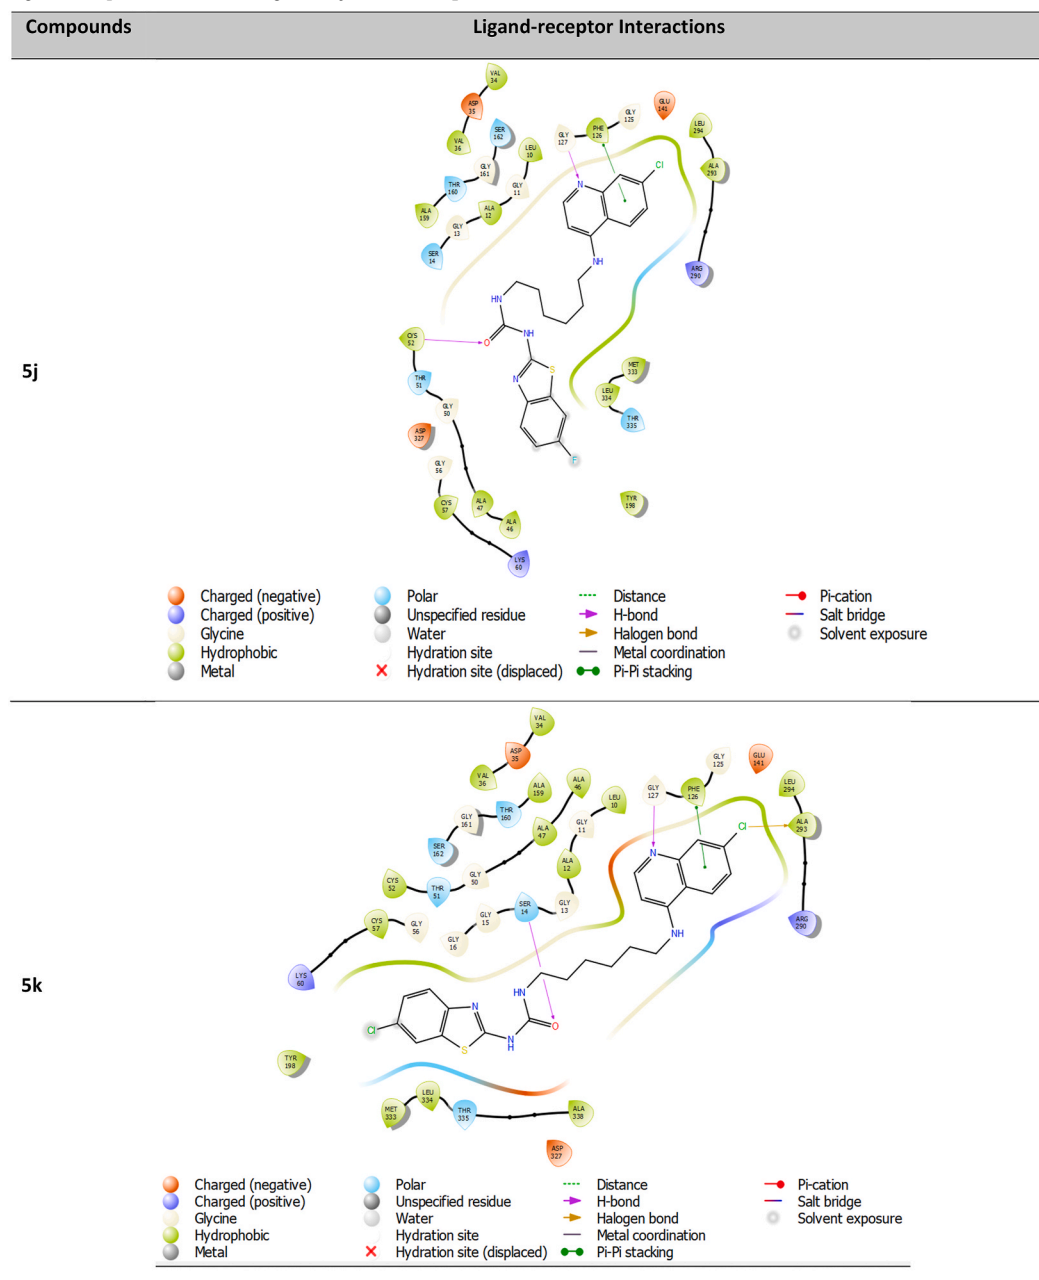 Compounds Ligand-receptor Interactions
5j
VAL 34
ASP 35
VAL 36
SER 162
GLY 161
THR 160
ALA 159
LEU 10
GLY 11
ALA 12
GLY 13
SER 14
GLY 127
PHE 126
GLY 125
GLU 141
LEU 294
ALA 293
ARG 290
Cl
N
NH
HN
O
NH
N
S
F
CYS 52
THR 51
GLY 50
ASP 327
GLY 56
CYS 57
ALA 47
ALA 46
LYS 60
MET 333
LEU 334
THR 335
TYR 198
Charged (negative) Polar Distance Pi-cation
Charged (positive) Unspecified residue H-bond Salt bridge
Glycine Water Halogen bond Solvent exposure
Hydrophobic Hydration site Metal coordination
Metal Hydration site (displaced) Pi-Pi stacking
5k
VAL 34
ASP 35
VAL 36
ALA 159
THR 160
GLY 161
SER 162
ALA 46
ALA 47
GLY 50
THR 51
CYS 52
LEU 10
GLY 11
ALA 12
GLY 13
SER 14
GLY 15
GLY 16
GLY 56
CYS 57
LYS 60
GLY 127
PHE 126
GLY 125
GLU 141
LEU 294
ALA 293
ARG 290
Cl
N
NH
HN
O
N
H
N
S
Cl
TYR 198
MET 333
LEU 334
THR 335
ALA 338
ASP 327
Charged (negative) Polar Distance Pi-cation
Charged (positive) Unspecified residue H-bond Salt bridge
Glycine Water Halogen bond Solvent exposure
Hydrophobic Hydration site Metal coordination
Metal Hydration site (displaced) Pi-Pi stacking